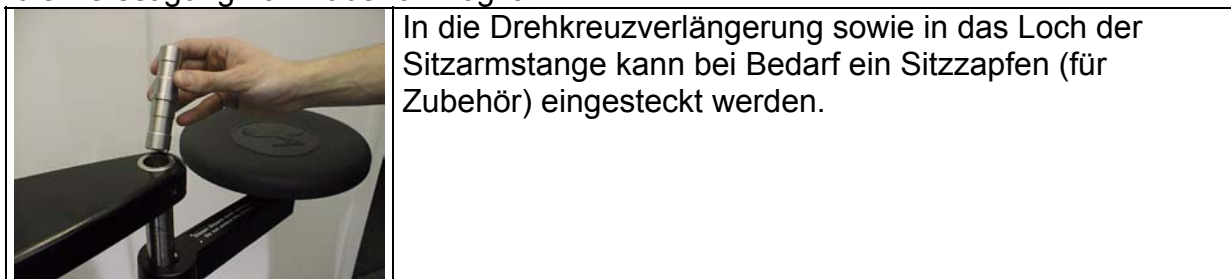 In die Drehkreuzverlängerung sowie in das Loch der
Sitzarmstange kann bei Bedarf ein Sitzzapfen (für
Zubehör) eingesteckt werden.